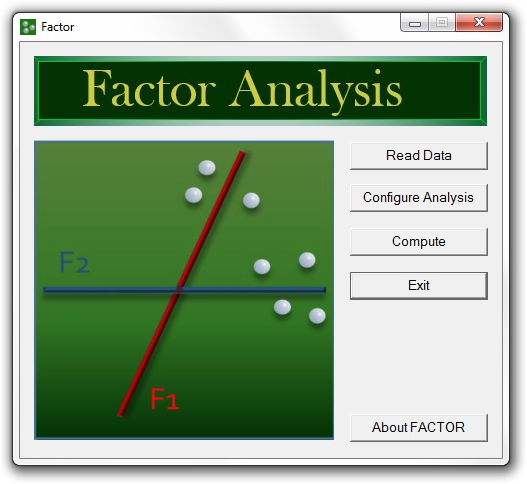 Factor
Factor Analysis
F2
F1
Read Data
Configure Analysis
Compute
Exit
About FACTOR